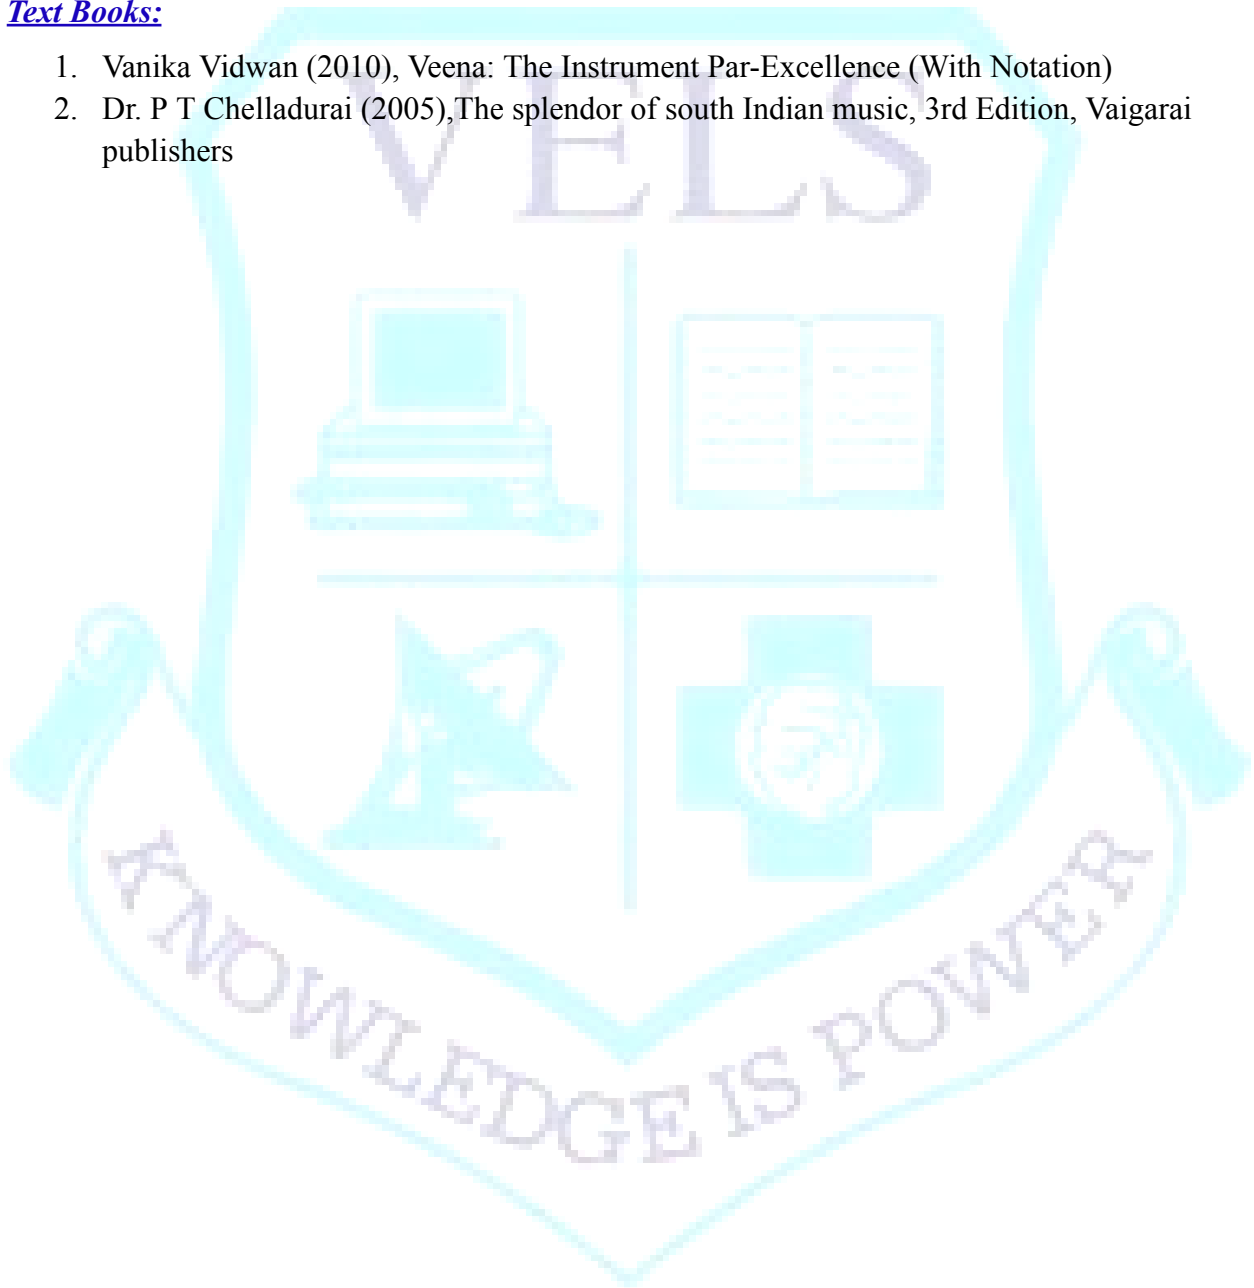 Text Books:
1. Vanika Vidwan (2010), Veena: The Instrument Par-Excellence (With Notation)
2. Dr. P T Chelladurai (2005),The splendor of south Indian music, 3rd Edition, Vaigarai
publishers
VELS
KNOWLEDGE IS POWER